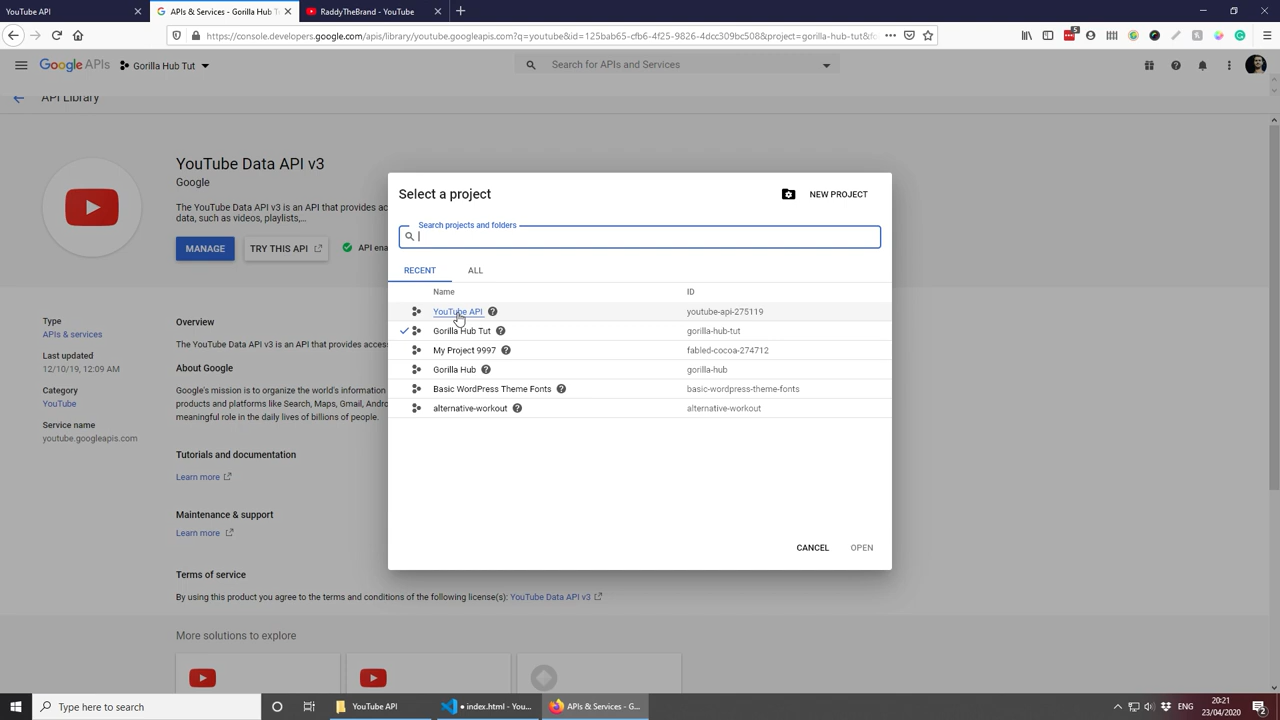 YouTube API
APIs & Services - Gorilla Hub T
RaddyTheBrand - YouTube
https://console.developers.google.com/apis/library/youtube.googleapis.com?q=youtube&id=125bab65-cfb6-4f25-9826-4dcc309bc508&project=gorilla-hub-tut&fo
Google APIs
Gorilla Hub Tut
Search for APIs and Services
API Library
YouTube Data API v3
Google
The YouTube Data API v3 is an API that provides ac
data, such as videos, playlists,...
MANAGE
TRY THIS API
API ena
Type
APIs & services
Last updated
12/10/19, 12:09 AM
Category
YouTube
Service name
youtube.googleapis.com
Overview
The YouTube Data API v3 is an API that provides access
About Google
Google's mission is to organize the world's information
products and platforms like Search, Maps, Gmail, Andro
meaningful role in the daily lives of billions of people.
Tutorials and documentation
Learn more
Maintenance & support
Learn more
Terms of service
By using this product you agree to the terms and conditions of the following license(s): YouTube Data API v3
More solutions to explore
Select a project
NEW PROJECT
Search projects and folders
RECENT
ALL
Name ID
YouTube API youtube-api-275119
Gorilla Hub Tut gorilla-hub-tut
My Project 9997 fabled-cocoa-274712
Gorilla Hub gorilla-hub
Basic WordPress Theme Fonts basic-wordpress-theme-fonts
alternative-workout alternative-workout
CANCEL
OPEN
Type here to search
YouTube API
● index.html - You...
APIs & Services - G...
ENG
20:21
23/04/2020
2